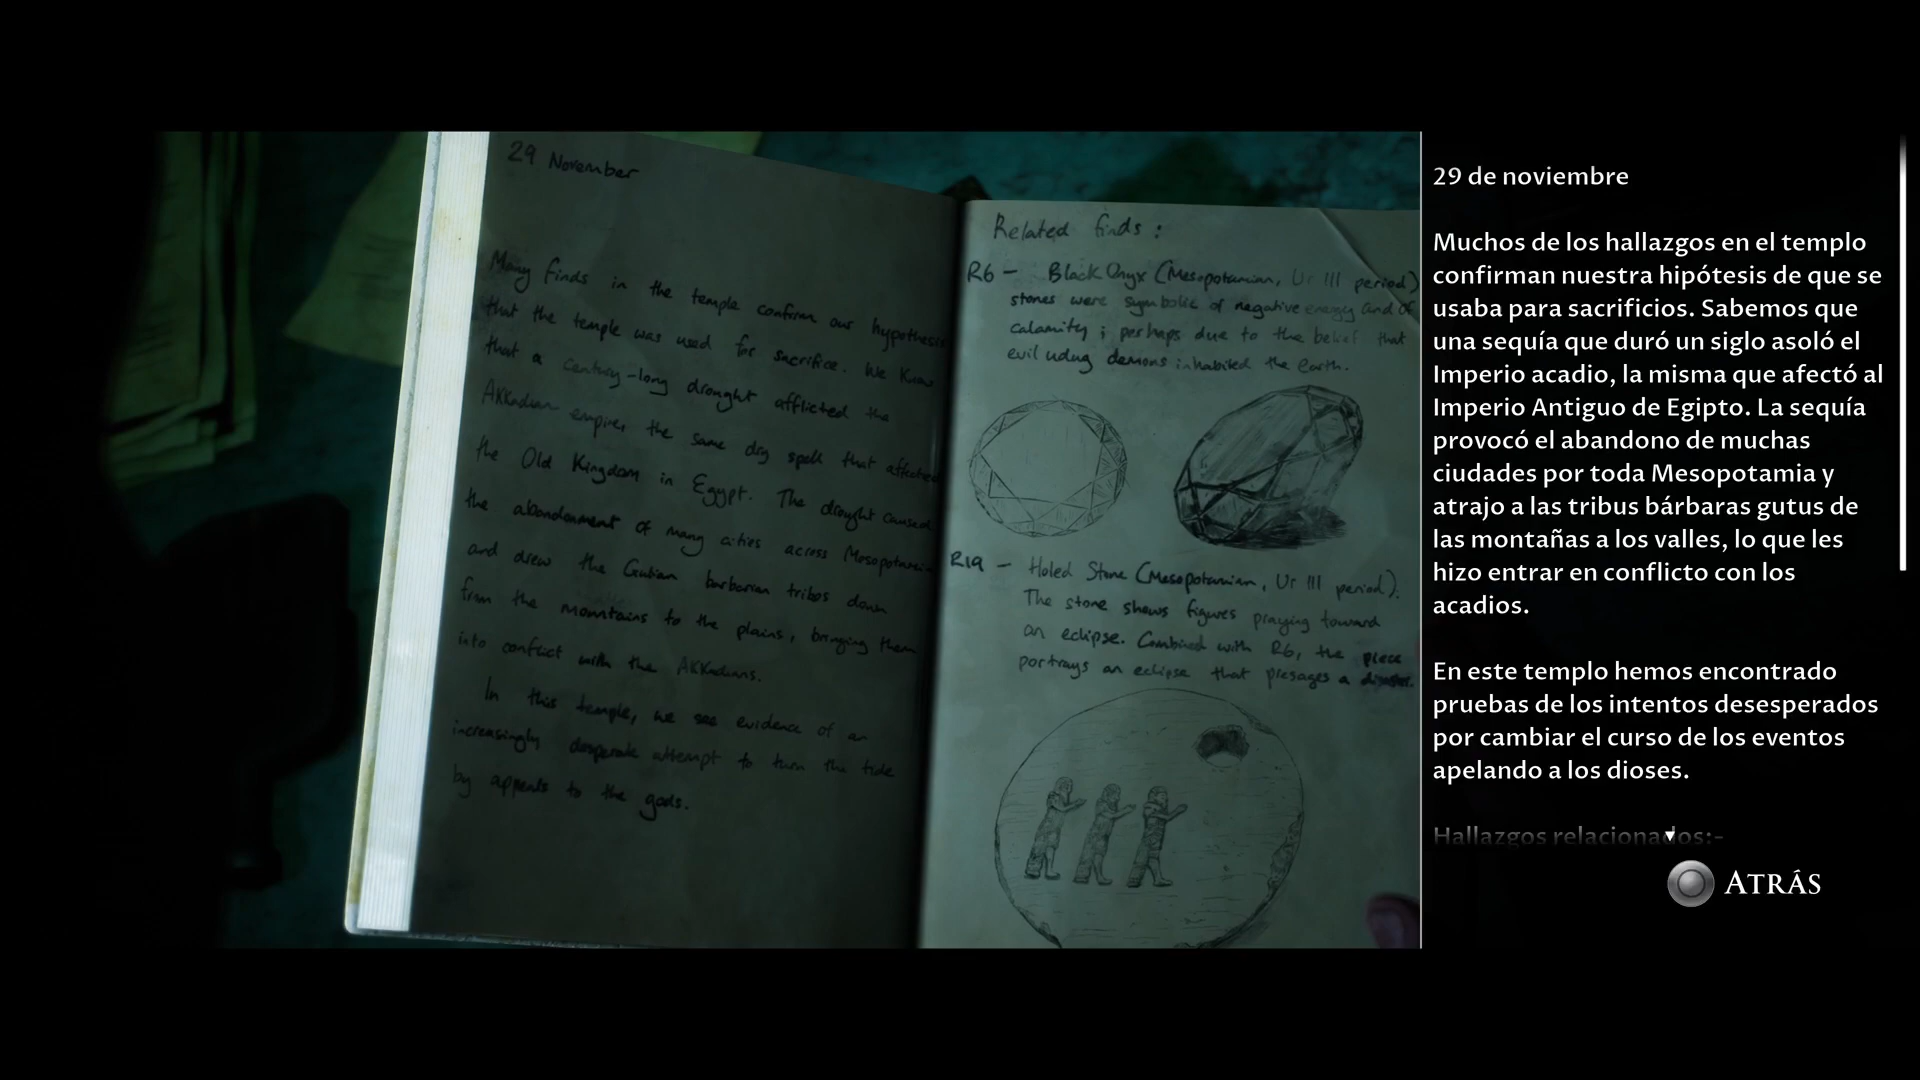 29 November
Many finds in the temple confirm our hypothesis
that the temple was used for sacrifice. We know
that a century-long drought afflicted the
Akkadian empire, the same dry spell that affected
the Old Kingdom in Egypt. The drought caused
the abandonment of many cities across Mesopotamia
and drew the Gutian barbarian tribes down
from the mountains to the plains, bringing them
into conflict with the Akkadians.
In this temple, we see evidence of an
increasingly desperate attempt to turn the tide
by appeals to the gods.
Related finds:
R6 - Black Onyx (Mesopotamian, Ur III period)
stones were symbolic of negative energy and of
calamity; perhaps due to the belief that
evil udug demons inhabited the earth.
R19 - Holed Stone (Mesopotamian, Ur III period).
The stone shows figures praying toward
an eclipse. Combined with R6, the piece
portrays an eclipse that presages a disaster.
29 de noviembre
Muchos de los hallazgos en el templo
confirman nuestra hipótesis de que se
usaba para sacrificios. Sabemos que
una sequía que duró un siglo asoló el
Imperio acadio, la misma que afectó al
Imperio Antiguo de Egipto. La sequía
provocó el abandono de muchas
ciudades por toda Mesopotamia y
atrajo a las tribus bárbaras gutus de
las montañas a los valles, lo que les
hizo entrar en conflicto con los
acadios.
En este templo hemos encontrado
pruebas de los intentos desesperados
por cambiar el curso de los eventos
apelando a los dioses.
Hallazgos relacionados:-
ATRÁS